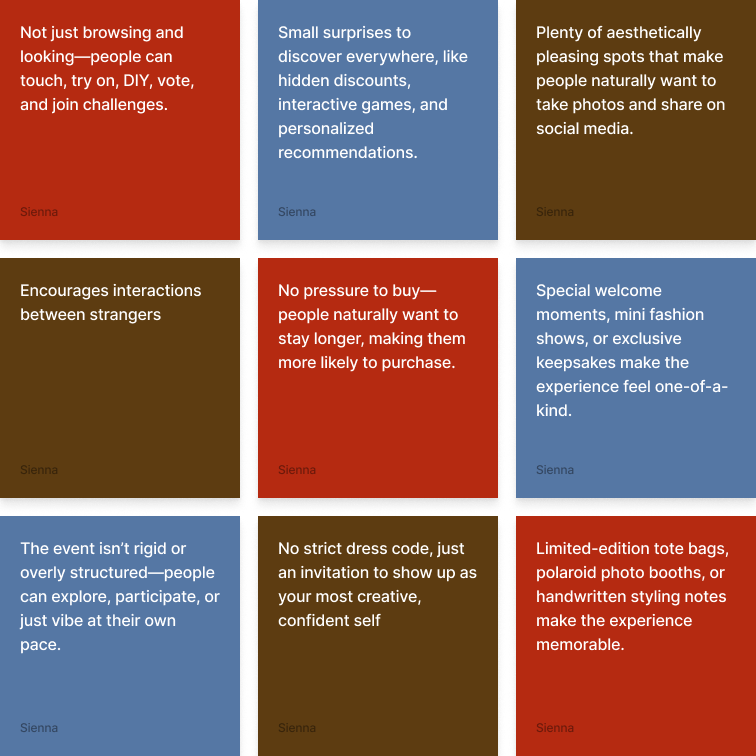 Not just browsing and
looking—people can
touch, try on, DIY, vote,
and join challenges.
Sienna
Small surprises to
discover everywhere, like
hidden discounts,
interactive games, and
personalized
recommendations.
Sienna
Plenty of aesthetically
pleasing spots that make
people naturally want to
take photos and share on
social media.
Sienna
Encourages interactions
between strangers
Sienna
No pressure to buy—
people naturally want to
stay longer, making them
more likely to purchase.
Sienna
Special welcome
moments, mini fashion
shows, or exclusive
keepsakes make the
experience feel one-of-a-
kind.
Sienna
The event isn’t rigid or
overly structured—people
can explore, participate, or
just vibe at their own
pace.
Sienna
No strict dress code, just
an invitation to show up as
your most creative,
confident self
Sienna
Limited-edition tote bags,
polaroid photo booths, or
handwritten styling notes
make the experience
memorable.
Sienna